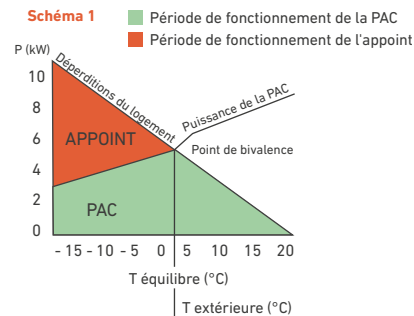 Schéma 1
Période de fonctionnement de la PAC
Période de fonctionnement de l'appoint
P (kW)
10
8
6
4
2
0
Déperditions du logement
Puissance de la PAC
Point de bivalence
APPOINT
PAC
- 15 - 10 - 5 0 5 10 15 20
T équilibre (°C)
T extérieure (°C)